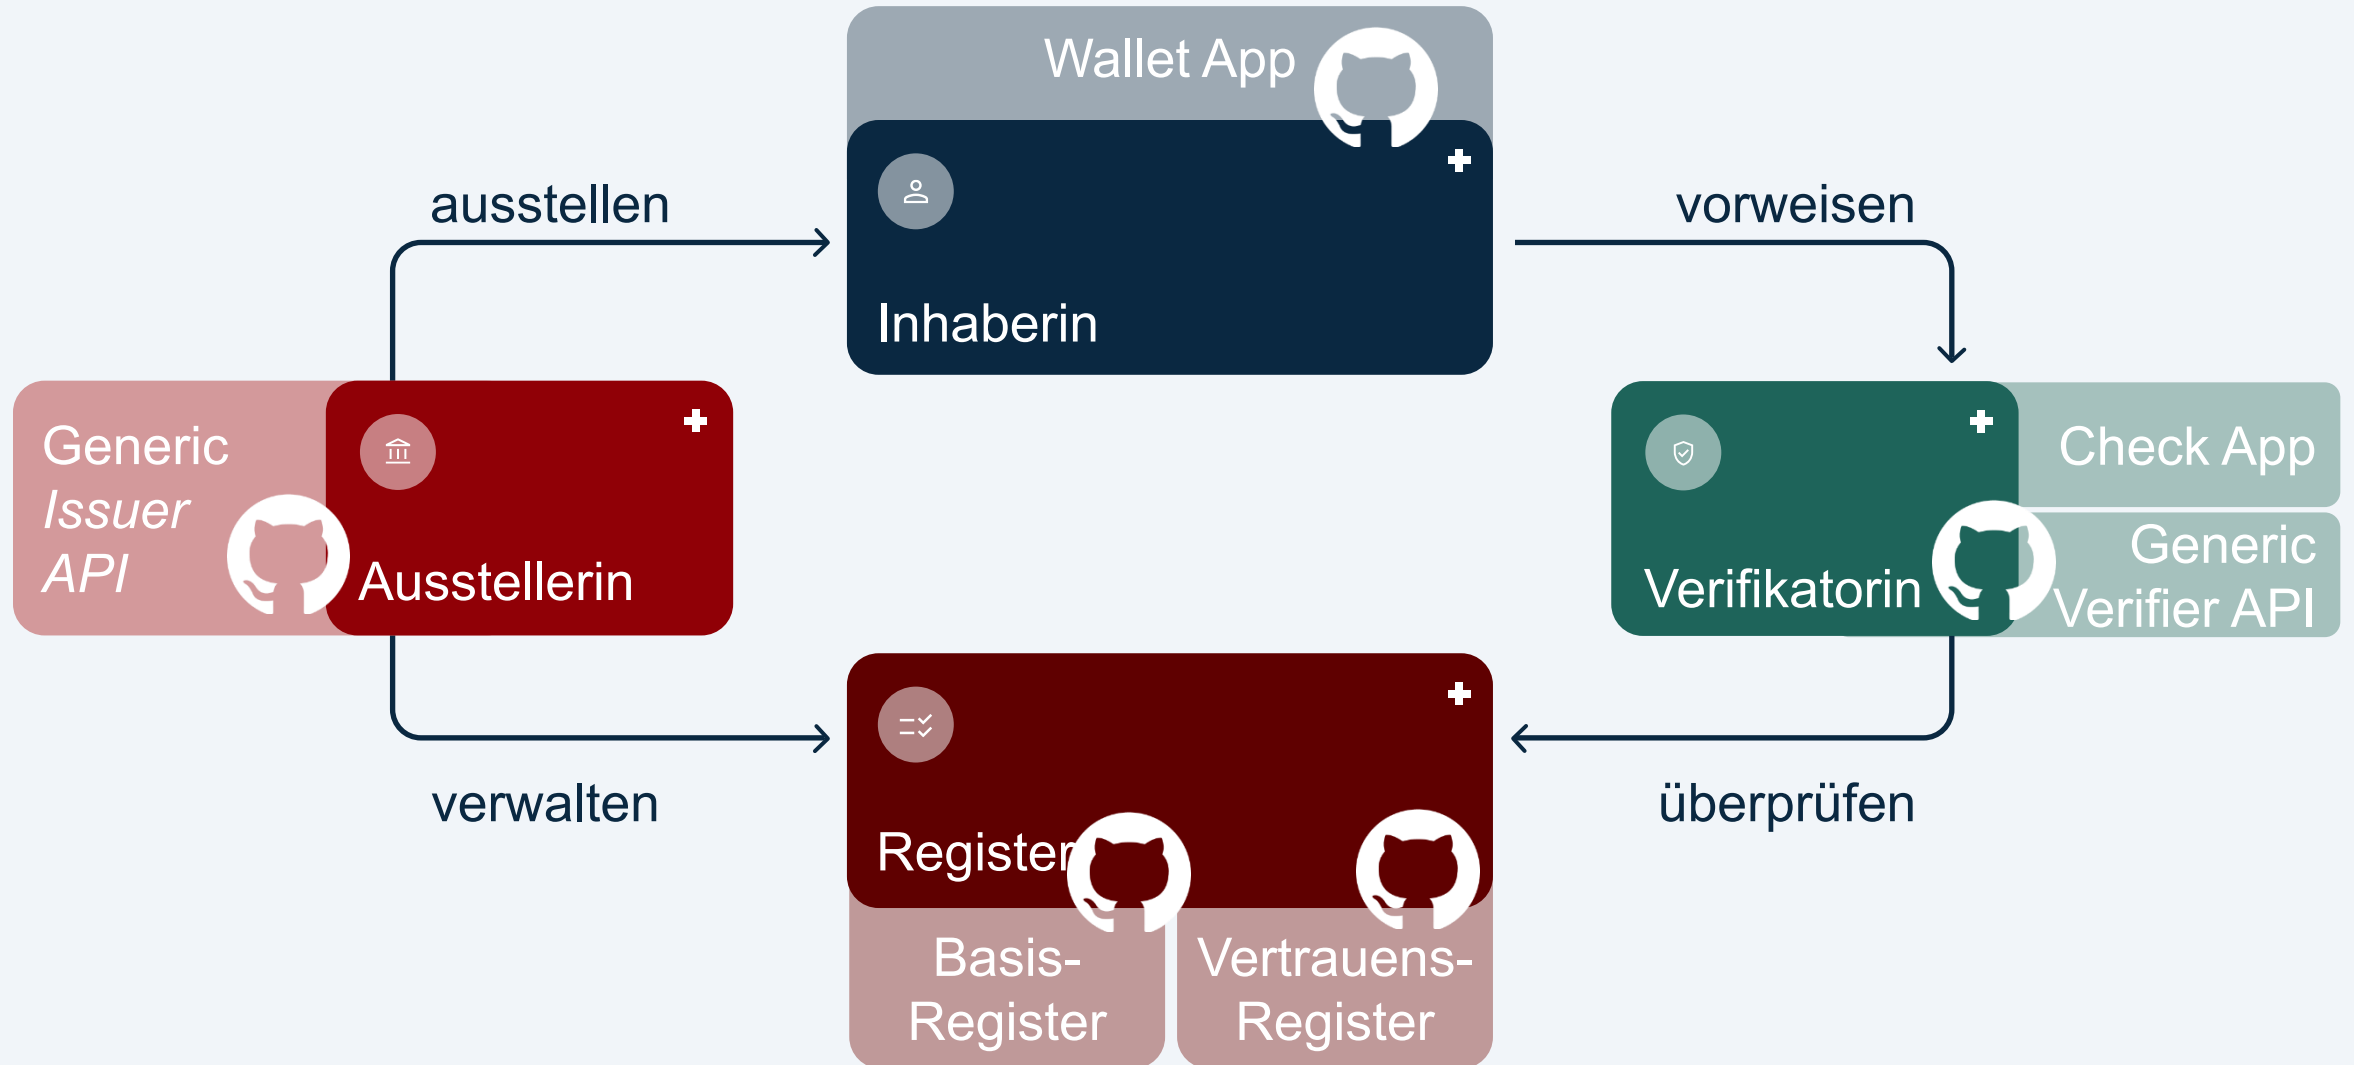 Wallet App
ausstellen
vorweisen
Inhaberin
Generic
Issuer
API
Ausstellerin
Check App
Generic
Verifier API
Verifikatorin
verwalten
überprüfen
Register
Basis-
Register
Vertrauens-
Register